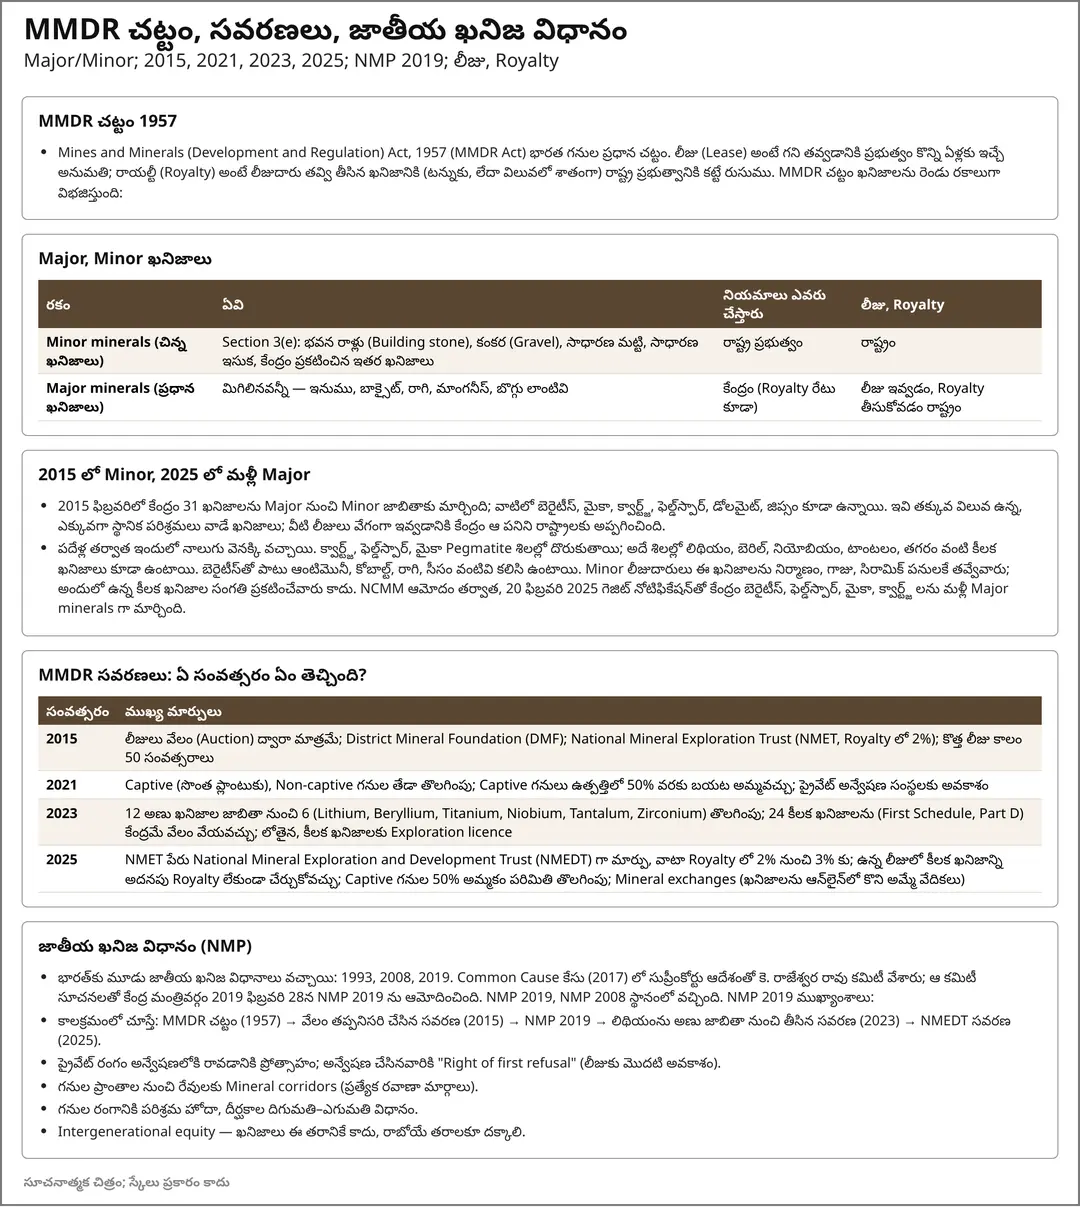 MMDR చట్టం, సవరణలు, జాతీయ ఖనిజ విధానం
Major/Minor; 2015, 2021, 2023, 2025; NMP 2019; లీజు, Royalty
MMDR చట్టం 1957
• Mines and Minerals (Development and Regulation) Act, 1957 (MMDR Act) భారత గనుల ప్రధాన చట్టం. లీజు (Lease) అంటే గని తవ్వడానికి ప్రభుత్వం కొన్ని ఏళ్లకు ఇచ్చే
అనుమతి; రాయల్టీ (Royalty) అంటే లీజుదారు తవ్వి తీసిన ఖనిజానికి (టన్నుకు, లేదా విలువలో శాతంగా) రాష్ట్ర ప్రభుత్వానికి కట్టే రుసుము. MMDR చట్టం ఖనిజాలను రెండు రకాలుగా
విభజిస్తుంది:
Major, Minor ఖనిజాలు
రకం ఏవి నియమాలు ఎవరు లీజు, Royalty
చేస్తారు
Minor minerals (చిన్న Section 3(e): భవన రాళ్లు (Building stone), కంకర (Gravel), సాధారణ మట్టి, సాధారణ రాష్ట్ర ప్రభుత్వం రాష్ట్రం
ఖనిజాలు) ఇసుక, కేంద్రం ప్రకటించిన ఇతర ఖనిజాలు
Major minerals (ప్రధాన మిగిలినవన్నీ — ఇనుము, బాక్సైట్, రాగి, మాంగనీస్, బొగ్గు లాంటివి కేంద్రం (Royalty రేటు లీజు ఇవ్వడం, Royalty
ఖనిజాలు) కూడా) తీసుకోవడం రాష్ట్రం
2015 లో Minor, 2025 లో మళ్లీ Major
• 2015 ఫిబ్రవరిలో కేంద్రం 31 ఖనిజాలను Major నుంచి Minor జాబితాకు మార్చింది; వాటిలో బెరైటీస్, మైకా, క్వార్ట్జ్, ఫెల్డ్‌స్పార్, డోలమైట్, జిప్సం కూడా ఉన్నాయి. ఇవి తక్కువ విలువ ఉన్న,
ఎక్కువగా స్థానిక పరిశ్రమలు వాడే ఖనిజాలు; వీటి లీజులు వేగంగా ఇవ్వడానికి కేంద్రం ఆ పనిని రాష్ట్రాలకు అప్పగించింది.
• పదేళ్ల తర్వాత ఇందులో నాలుగు వెనక్కి వచ్చాయి. క్వార్ట్జ్, ఫెల్డ్‌స్పార్, మైకా Pegmatite శిలల్లో దొరుకుతాయి; అదే శిలల్లో లిథియం, బెరిల్, నియోబియం, టాంటలం, తగరం వంటి కీలక
ఖనిజాలు కూడా ఉంటాయి. బెరైటీస్‌తో పాటు ఆంటిమొనీ, కోబాల్ట్, రాగి, సీసం వంటివి కలిసి ఉంటాయి. Minor లీజుదారులు ఈ ఖనిజాలను నిర్మాణం, గాజు, సిరామిక్ పనులకే తవ్వేవారు;
అందులో ఉన్న కీలక ఖనిజాల సంగతి ప్రకటించేవారు కాదు. NCMM ఆమోదం తర్వాత, 20 ఫిబ్రవరి 2025 గెజిట్ నోటిఫికేషన్‌తో కేంద్రం బెరైటీస్, ఫెల్డ్‌స్పార్, మైకా, క్వార్ట్జ్ లను మళ్లీ Major
minerals గా మార్చింది.
MMDR సవరణలు: ఏ సంవత్సరం ఏం తెచ్చింది?
సంవత్సరం ముఖ్య మార్పులు
2015 లీజులు వేలం (Auction) ద్వారా మాత్రమే; District Mineral Foundation (DMF); National Mineral Exploration Trust (NMET, Royalty లో 2%); కొత్త లీజు కాలం
50 సంవత్సరాలు
2021 Captive (సొంత ప్లాంటుకు), Non-captive గనుల తేడా తొలగింపు; Captive గనులు ఉత్పత్తిలో 50% వరకు బయట అమ్మవచ్చు; ప్రైవేట్ అన్వేషణ సంస్థలకు అవకాశం
2023 12 అణు ఖనిజాల జాబితా నుంచి 6 (Lithium, Beryllium, Titanium, Niobium, Tantalum, Zirconium) తొలగింపు; 24 కీలక ఖనిజాలను (First Schedule, Part D)
కేంద్రమే వేలం వేయవచ్చు; లోతైన, కీలక ఖనిజాలకు Exploration licence
2025 NMET పేరు National Mineral Exploration and Development Trust (NMEDT) గా మార్పు, వాటా Royalty లో 2% నుంచి 3% కు; ఉన్న లీజులో కీలక ఖనిజాన్ని
అదనపు Royalty లేకుండా చేర్చుకోవచ్చు; Captive గనుల 50% అమ్మకం పరిమితి తొలగింపు; Mineral exchanges (ఖనిజాలను ఆన్‌లైన్‌లో కొని అమ్మే వేదికలు)
జాతీయ ఖనిజ విధానం (NMP)
• భారత్‌కు మూడు జాతీయ ఖనిజ విధానాలు వచ్చాయి: 1993, 2008, 2019. Common Cause కేసు (2017) లో సుప్రీంకోర్టు ఆదేశంతో కె. రాజేశ్వర రావు కమిటీ వేశారు; ఆ కమిటీ
సూచనలతో కేంద్ర మంత్రివర్గం 2019 ఫిబ్రవరి 28న NMP 2019 ను ఆమోదించింది. NMP 2019, NMP 2008 స్థానంలో వచ్చింది. NMP 2019 ముఖ్యాంశాలు:
• కాలక్రమంలో చూస్తే: MMDR చట్టం (1957) → వేలం తప్పనిసరి చేసిన సవరణ (2015) → NMP 2019 → లిథియంను అణు జాబితా నుంచి తీసిన సవరణ (2023) → NMEDT సవరణ
(2025).
• ప్రైవేట్ రంగం అన్వేషణలోకి రావడానికి ప్రోత్సాహం; అన్వేషణ చేసినవారికి "Right of first refusal" (లీజుకు మొదటి అవకాశం).
• గనుల ప్రాంతాల నుంచి రేవులకు Mineral corridors (ప్రత్యేక రవాణా మార్గాలు).
• గనుల రంగానికి పరిశ్రమ హోదా, దీర్ఘకాల దిగుమతి–ఎగుమతి విధానం.
• Intergenerational equity — ఖనిజాలు ఈ తరానికే కాదు, రాబోయే తరాలకూ దక్కాలి.
సూచనాత్మక చిత్రం; స్కేలు ప్రకారం కాదు